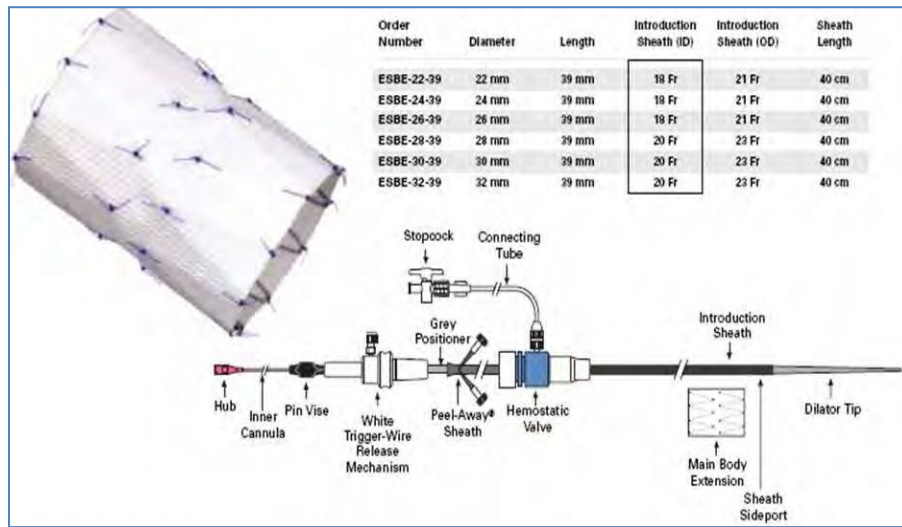 Order Number Diameter Length Introduction Sheath (ID) Introduction Sheath (OD) Sheath Length
ESBE-22-39 22 mm 39 mm 18 Fr 21 Fr 40 cm
ESBE-24-39 24 mm 39 mm 18 Fr 21 Fr 40 cm
ESBE-26-39 26 mm 39 mm 18 Fr 21 Fr 40 cm
ESBE-28-39 28 mm 39 mm 20 Fr 23 Fr 40 cm
ESBE-30-39 30 mm 39 mm 20 Fr 23 Fr 40 cm
ESBE-32-39 32 mm 39 mm 20 Fr 23 Fr 40 cm
Stopcock
Connecting
Tube
Grey
Positioner
Introduction
Sheath
Hub
Inner
Cannula
Pin Vise
White
Trigger-Wire
Release
Mechanism
Peel-Away®
Sheath
Hemostatic
Valve
Main Body
Extension
Sheath
Sideport
Dilator Tip